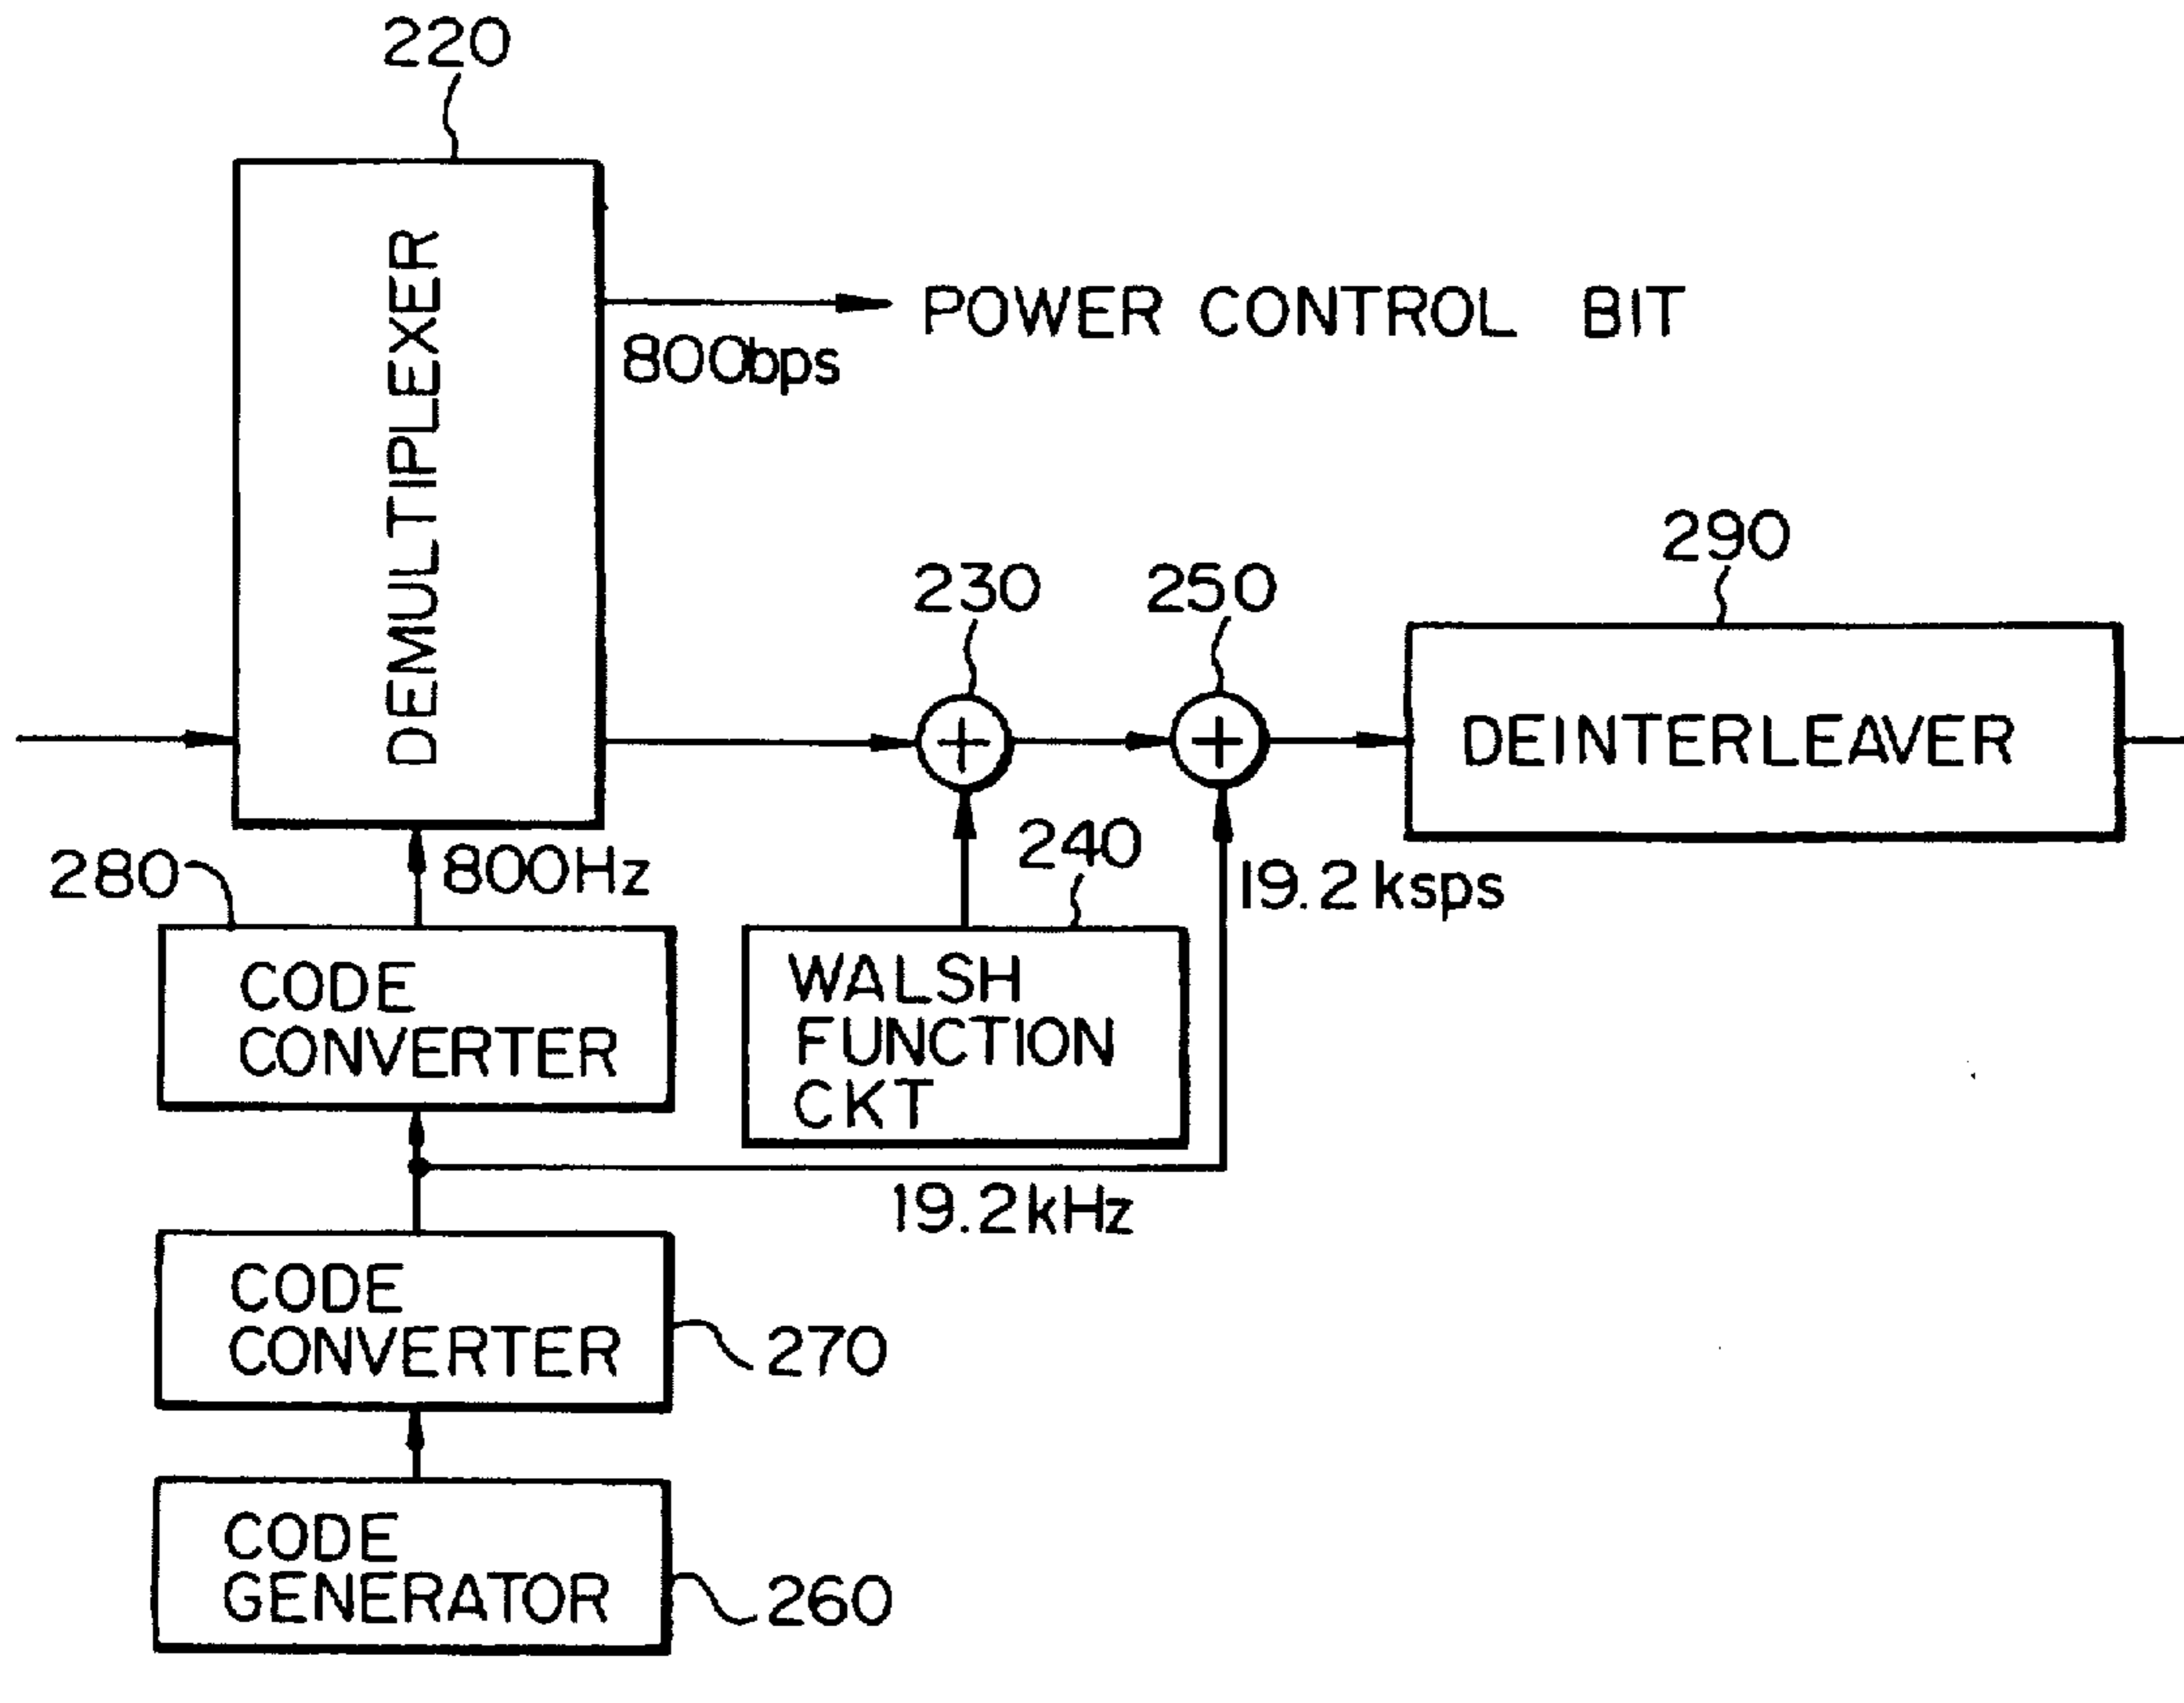 220
DEMULTIPLEXER
POWER CONTROL BIT
800bps
230
250
290
DEINTERLEAVER
280
800Hz
240
19.2 ksps
CODE
CONVERTER
WALSH
FUNCTION
CKT
19.2 kHz
CODE
CONVERTER
270
CODE
GENERATOR
260